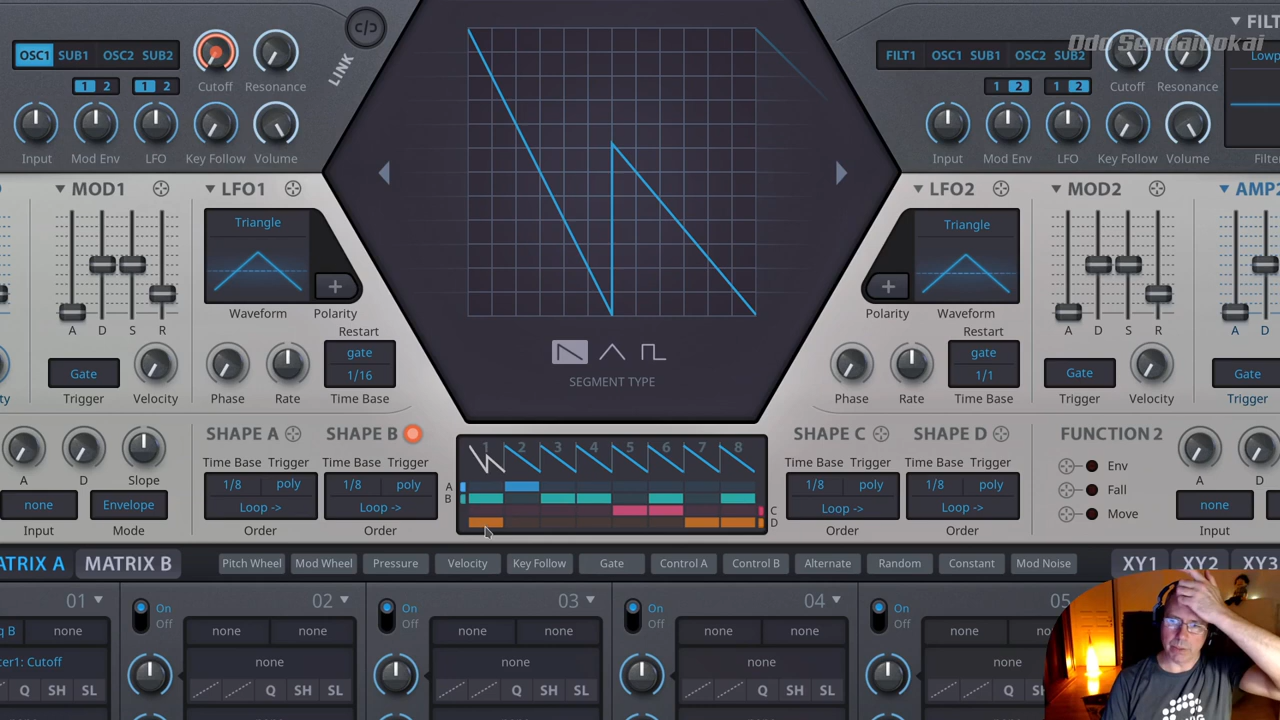 FILT
Odo Sendaidokai
OSC1 SUB1 OSC2 SUB2
Cutoff Resonance
1 2 1 2
Input Mod Env LFO Key Follow Volume
LINK
FILT1 OSC1 SUB1 OSC2 SUB2
Lowp
1 2 1 2
Cutoff Resonance
Input Mod Env LFO Key Follow Volume
Filter
MOD1
A D S R
Gate
Trigger Velocity
LFO1
Triangle
Waveform Polarity
Restart
gate
1/16
Phase Rate Time Base
SEGMENT TYPE
LFO2
Triangle
Polarity Waveform
Restart
gate
1/1
Phase Rate Time Base
MOD2
A D S R
Gate
Trigger Velocity
AMP2
A D
Gate
Trigger
A D Slope
none Envelope
Input Mode
SHAPE A SHAPE B
Time Base Trigger Time Base Trigger
1/8 poly 1/8 poly
Loop -> Loop ->
Order Order
1 2 3 4 5 6 7 8
A
B
C
D
SHAPE C SHAPE D
Time Base Trigger Time Base Trigger
1/8 poly 1/8 poly
Loop -> Loop ->
Order Order
FUNCTION 2
Env
Fall
Move
A D
none
Input
ATRIX A MATRIX B
Pitch Wheel Mod Wheel Pressure Velocity Key Follow Gate Control A Control B Alternate Random Constant Mod Noise
XY1 XY2 XY3
01 02 03 04 05
On On On On
Off Off Off Off
q B none none none none none none none none
ter1: Cutoff none none none none
Q SH SL Q SH SL Q SH SL Q SH SL Q